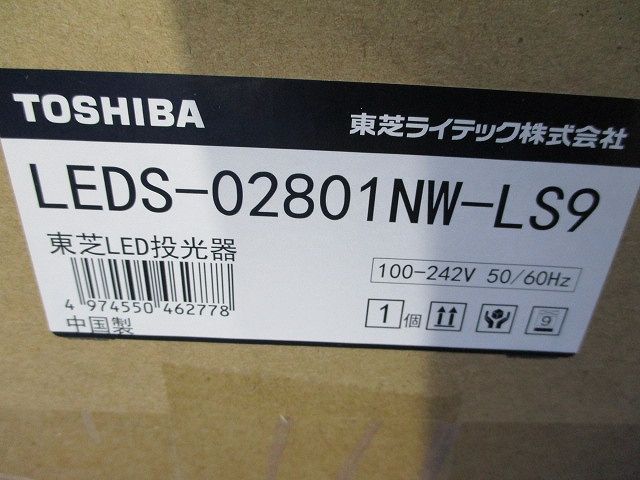 TOSHIBA 東芝ライテック株式会社
LEDS-02801NW-LS9
東芝LED投光器
100-242V 50/60Hz
4 974550 462778
1 個
9
中国製